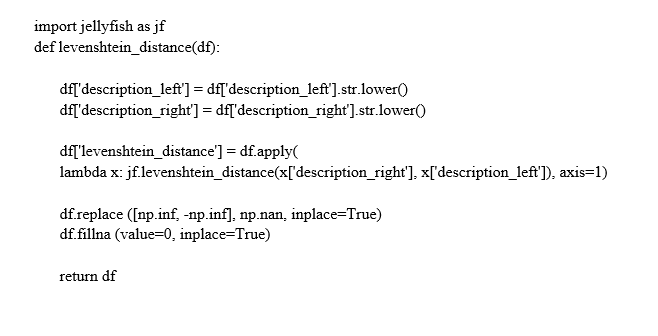 import jellyfish as jf
def levenshtein_distance(df):
df['description_left'] = df['description_left'].str.lower()
df['description_right'] = df['description_right'].str.lower()
df['levenshtein_distance'] = df.apply(
lambda x: jf.levenshtein_distance(x['description_right'], x['description_left']), axis=1)
df.replace ([np.inf, -np.inf], np.nan, inplace=True)
df.fillna (value=0, inplace=True)
return df